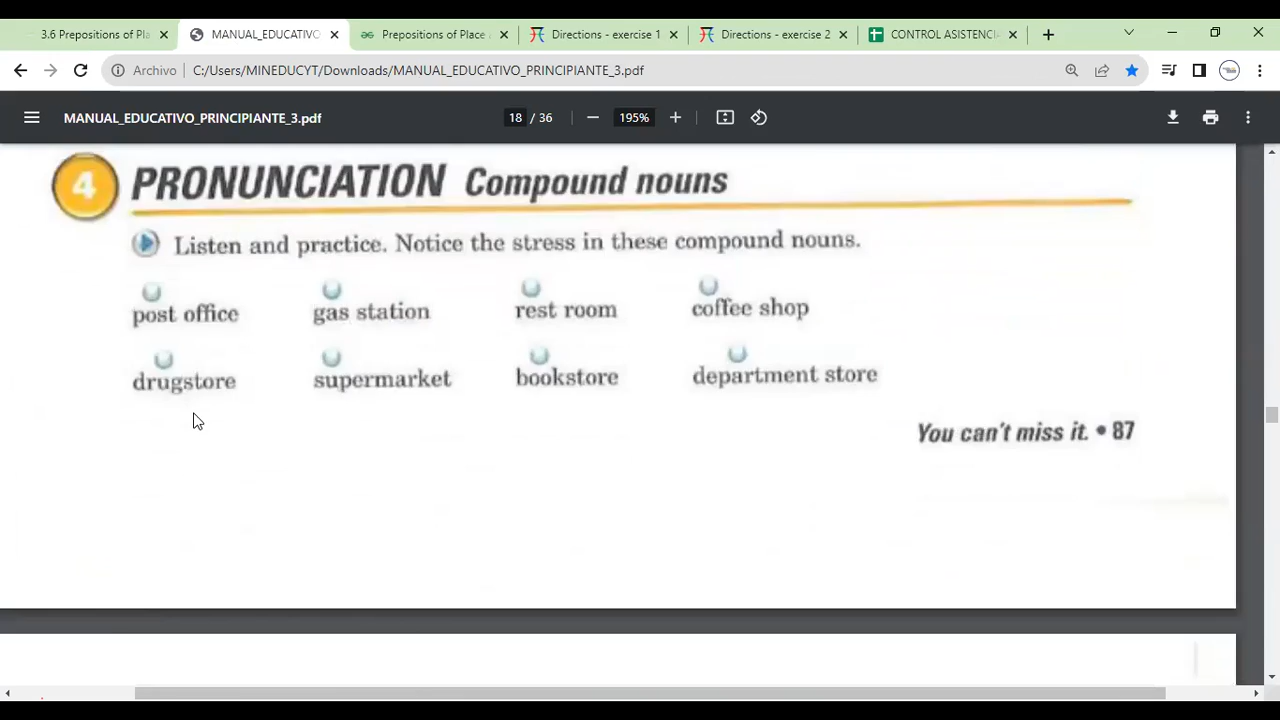 3.6 Prepositions of Pla
MANUAL_EDUCATIVO
Prepositions of Place
Directions - exercise 1
Directions - exercise 2
CONTROL ASISTENCI
Archivo
C:/Users/MINEDUCYT/Downloads/MANUAL_EDUCATIVO_PRINCIPIANTE_3.pdf
MANUAL_EDUCATIVO_PRINCIPIANTE_3.pdf
18 / 36
195%
4 PRONUNCIATION Compound nouns
Listen and practice. Notice the stress in these compound nouns.
post office gas station rest room coffee shop
drugstore supermarket bookstore department store
You can't miss it. • 87